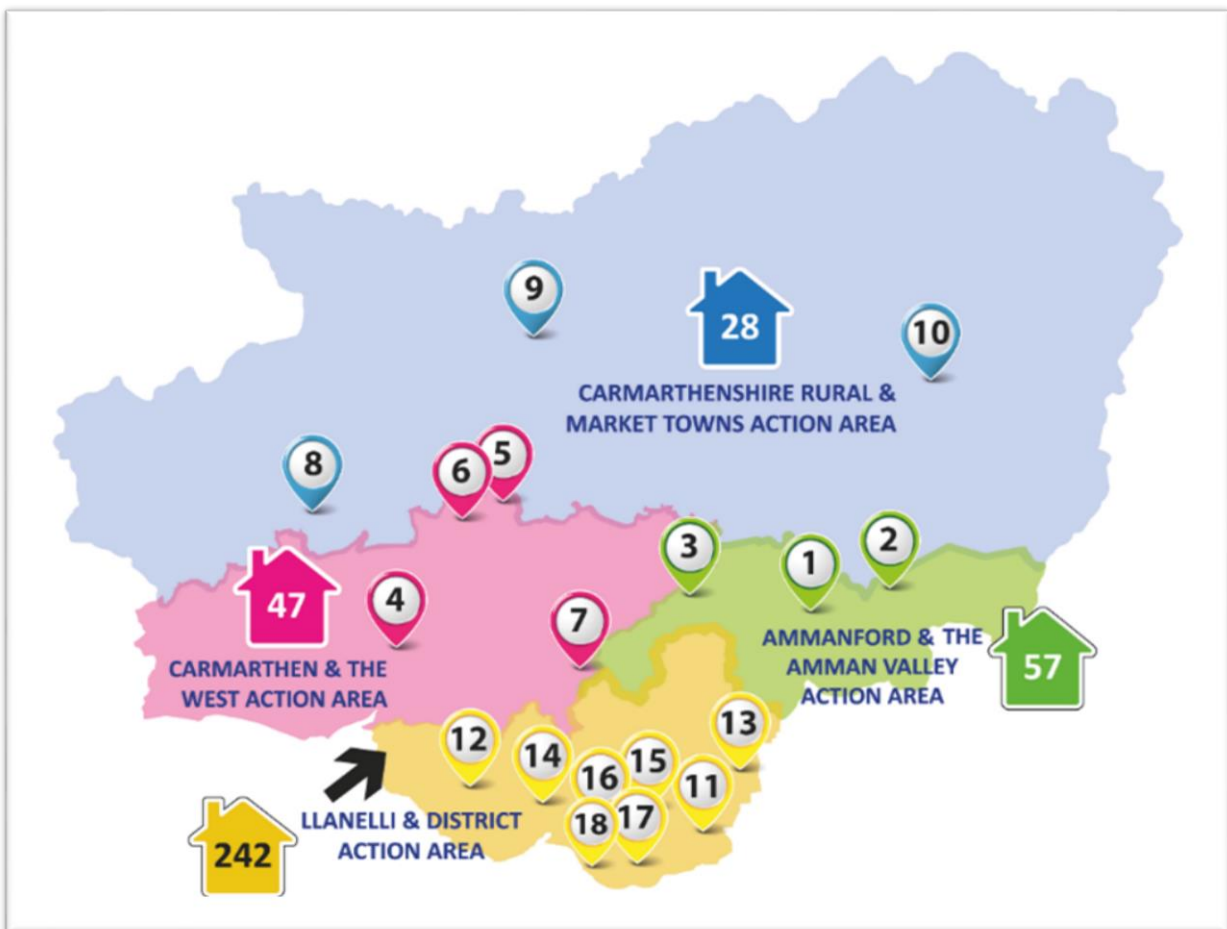 9
28
10
CARMARTHENSHIRE RURAL &
MARKET TOWNS ACTION AREA
8
6
5
3
1
2
47
4
7
CARMARTHEN & THE
WEST ACTION AREA
AMMANFORD & THE
AMMAN VALLEY
ACTION AREA
57
12
14
16
15
13
11
18
17
LLANELLI & DISTRICT
ACTION AREA
242